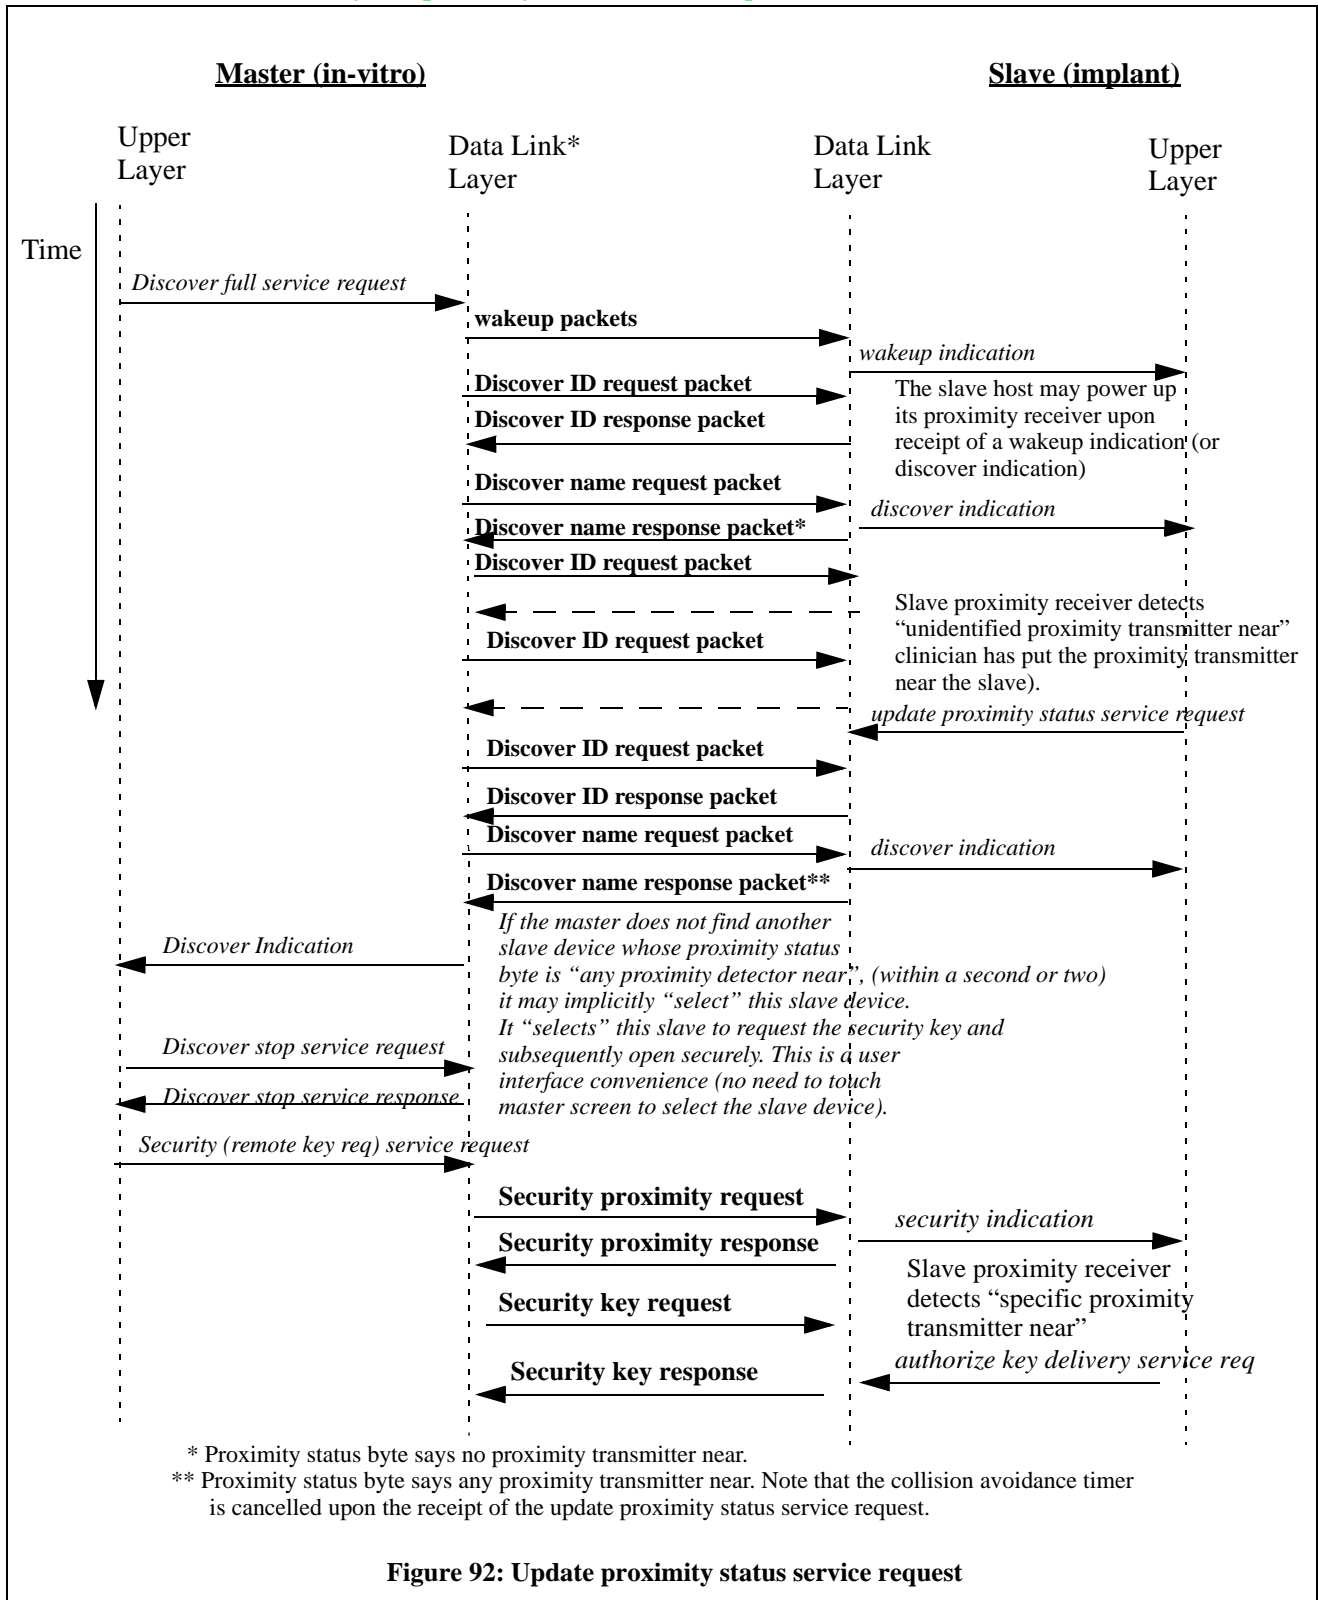 Master (in-vitro)
Slave (implant)
Upper
Layer
Data Link*
Layer
Data Link
Layer
Upper
Layer
Time
Discover full service request
wakeup packets
wakeup indication
Discover ID request packet
The slave host may power up
its proximity receiver upon
receipt of a wakeup indication (or
discover indication)
Discover ID response packet
Discover name request packet
discover indication
Discover name response packet*
Discover ID request packet
Slave proximity receiver detects
“unidentified proximity transmitter near”
clinician has put the proximity transmitter
near the slave).
Discover ID request packet
update proximity status service request
Discover ID request packet
Discover ID response packet
Discover name request packet
discover indication
Discover name response packet**
If the master does not find another
slave device whose proximity status
byte is “any proximity detector near”, (within a second or two)
it may implicitly “select” this slave device.
It “selects” this slave to request the security key and
subsequently open securely. This is a user
interface convenience (no need to touch
master screen to select the slave device).
Discover Indication
Discover stop service request
Discover stop service response
Security (remote key req) service request
Security proximity request
security indication
Security proximity response
Slave proximity receiver
detects “specific proximity
transmitter near”
Security key request
authorize key delivery service req
Security key response
* Proximity status byte says no proximity transmitter near.
** Proximity status byte says any proximity transmitter near. Note that the collision avoidance timer
is cancelled upon the receipt of the update proximity status service request.
Figure 92: Update proximity status service request